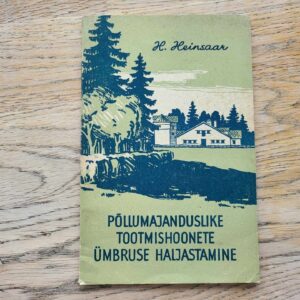 H. Heinsaar
PÕLLUMAJANDUSLIKE
TOOTMISHOONETE
ÜMBRUSE HALJASTAMINE